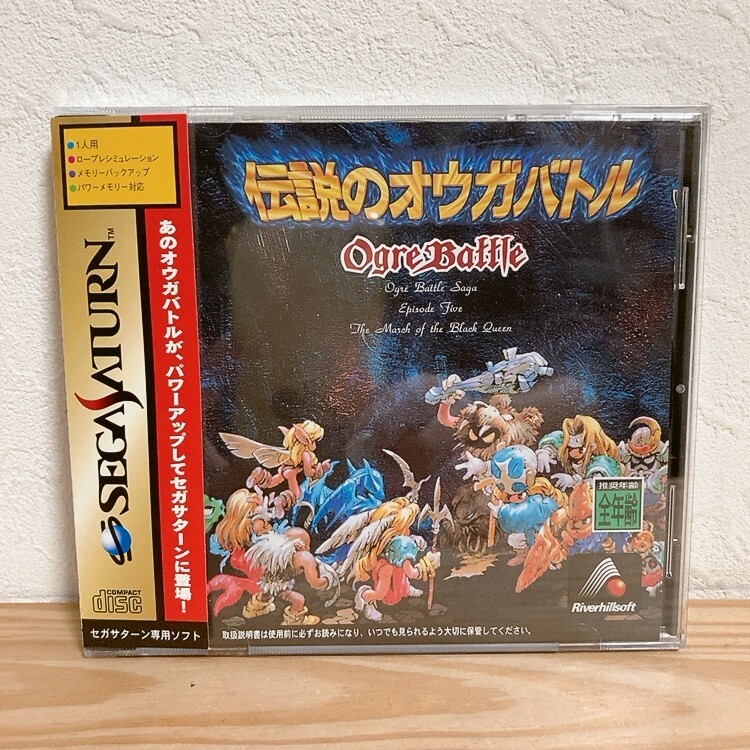 ●1人用
●ロープレシミュレーション
●メモリーバックアップ
●パワーメモリー対応
SEGA SATURN™
あのオウガバトルが、パワーアップしてセガサターンに登場！
COMPACT
disc
セガサターン専用ソフト
伝説のオウガバトル
Ogre Battle
Ogre Battle Saga
Episode Five
The March of the Black Queen
推奨年齢
全年齢
Riverhillsoft
取扱説明書は使用前に必ずお読みになり、いつでも見られるよう大切に保管してください。